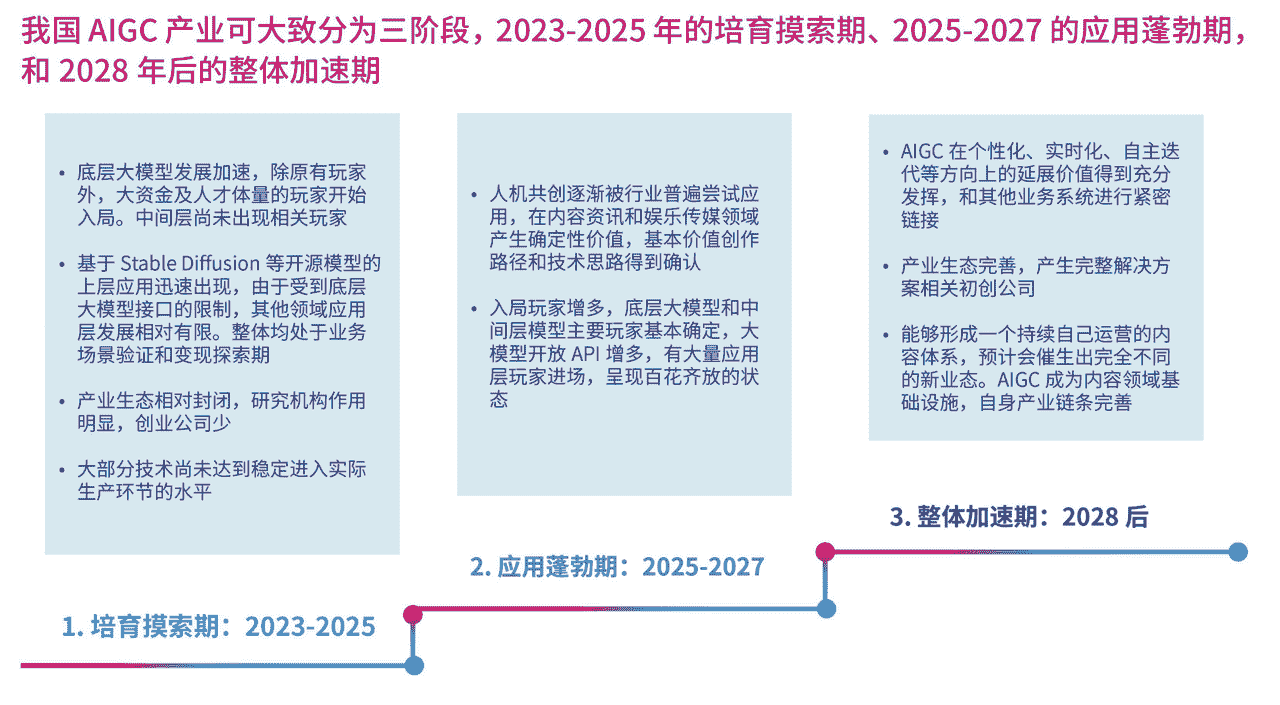 我国 AIGC 产业可大致分为三阶段，2023-2025 年的培育摸索期、2025-2027 的应用蓬勃期，
和 2028 年后的整体加速期
• 底层大模型发展加速，除原有玩家
外，大资金及人才体量的玩家开始
入局。中间层尚未出现相关玩家
• 基于 Stable Diffusion 等开源模型的
上层应用迅速出现，由于受到底层
大模型接口的限制，其他领域应用
层发展相对有限。整体均处于业务
场景验证和变现探索期
• 产业生态相对封闭，研究机构作用
明显，创业公司少
• 大部分技术尚未达到稳定进入实际
生产环节的水平
1. 培育摸索期：2023-2025
• 人机共创逐渐被行业普遍尝试应
用，在内容资讯和娱乐传媒领域
产生确定性价值，基本价值创作
路径和技术思路得到确认
• 入局玩家增多，底层大模型和中
间层模型主要玩家基本确定，大
模型开放 API 增多，有大量应用
层玩家进场，呈现百花齐放的状
态
2. 应用蓬勃期：2025-2027
• AIGC 在个性化、实时化、自主迭
代等方向上的延展价值得到充分
发挥，和其他业务系统进行紧密
链接
• 产业生态完善，产生完整解决方
案相关初创公司
• 能够形成一个持续自己运营的内
容体系，预计会催生出完全不同
的新业态。AIGC 成为内容领域基
础设施，自身产业链条完善
3. 整体加速期：2028 后